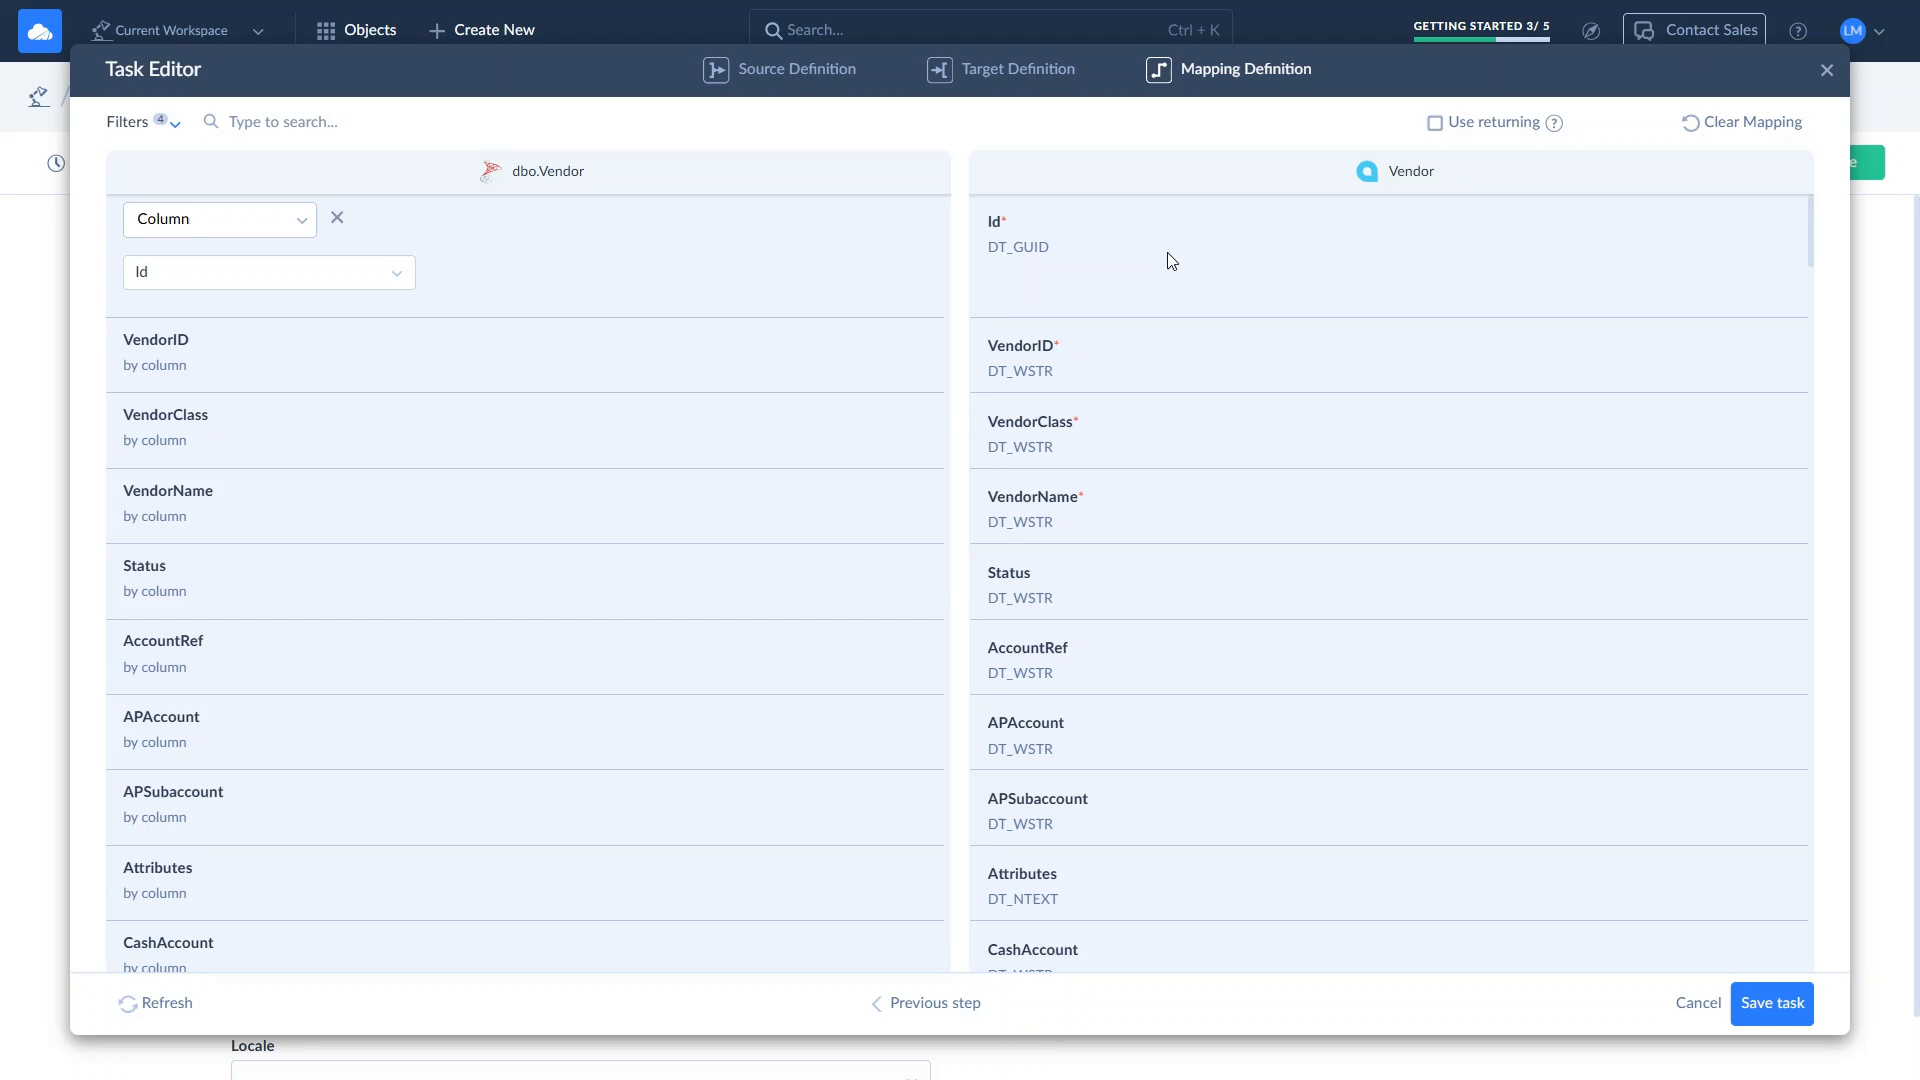 Current Workspace
Objects
Create New
Search...
Ctrl + K
GETTING STARTED 3/ 5
Contact Sales
?
LM
Task Editor
Source Definition
Target Definition
Mapping Definition
Filters 4
Type to search...
Use returning ?
Clear Mapping
dbo.Vendor
Vendor
e
Column
Id
Id*
DT_GUID
VendorID
by column
VendorID*
DT_WSTR
VendorClass
by column
VendorClass*
DT_WSTR
VendorName
by column
VendorName*
DT_WSTR
Status
by column
Status
DT_WSTR
AccountRef
by column
AccountRef
DT_WSTR
APAccount
by column
APAccount
DT_WSTR
APSubaccount
by column
APSubaccount
DT_WSTR
Attributes
by column
Attributes
DT_NTEXT
CashAccount
by column
CashAccount
DT_WSTR
Refresh
Previous step
Cancel
Save task
Locale